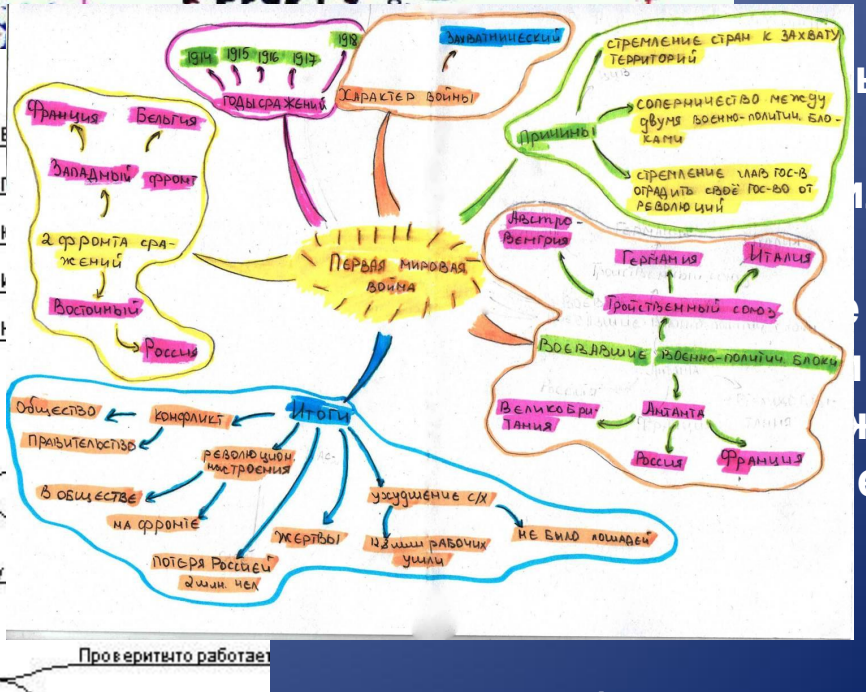 1914
1915
1916
1917
1918
ГОДЫ СРАЖЕНИЙ
ЗАХВАТНИЧЕСКИЙ
ХАРАКТЕР ВОЙНЫ
ПРИЧИНЫ
СТРЕМЛЕНИЕ СТРАН К ЗАХВАТУ
ТЕРРИТОРИЙ
СОПЕРНИЧЕСТВО МЕЖДУ
ДВУМЯ ВОЕННО-ПОЛИТИЧ. БЛО-
КАМИ
СТРЕМЛЕНИЕ ГЛАВ ГОС-В
ОГРАДИТЬ СВОЁ ГОС-ВО ОТ
РЕВОЛЮЦИЙ
ФРАНЦИЯ
БЕЛЬГИЯ
ЗАПАДНЫЙ ФРОНТ
2 ФРОНТА СРА-
ЖЕНИЙ
ВОСТОЧНЫЙ
РОССИЯ
ПЕРВАЯ МИРОВАЯ
ВОЙНА
АВСТРО-
ВЕНГРИЯ
ГЕРМАНИЯ
ИТАЛИЯ
ТРОЙСТВЕННЫЙ СОЮЗ
ВОЕВАВШИЕ ВОЕННО-ПОЛИТИЧ. БЛОКИ
АНТАНТА
ВЕЛИКОБРИ-
ТАНИЯ
РОССИЯ
ФРАНЦИЯ
ИТОГИ
КОНФЛИКТ
ОБЩЕСТВО
ПРАВИТЕЛЬСТВО
РЕВОЛЮЦИОН
НАСТРОЕНИЯ
В ОБЩЕСТВЕ
НА ФРОНТЕ
ПОТЕРЯ РОССИЕЙ
2 МЛН. ЧЕЛ
ЖЕРТВЫ
УХУДШЕНИЕ С/Х
РАБОЧИХ
УШЛИ
НЕ БЫЛО ЛОШАДЕЙ
Проверить что работает